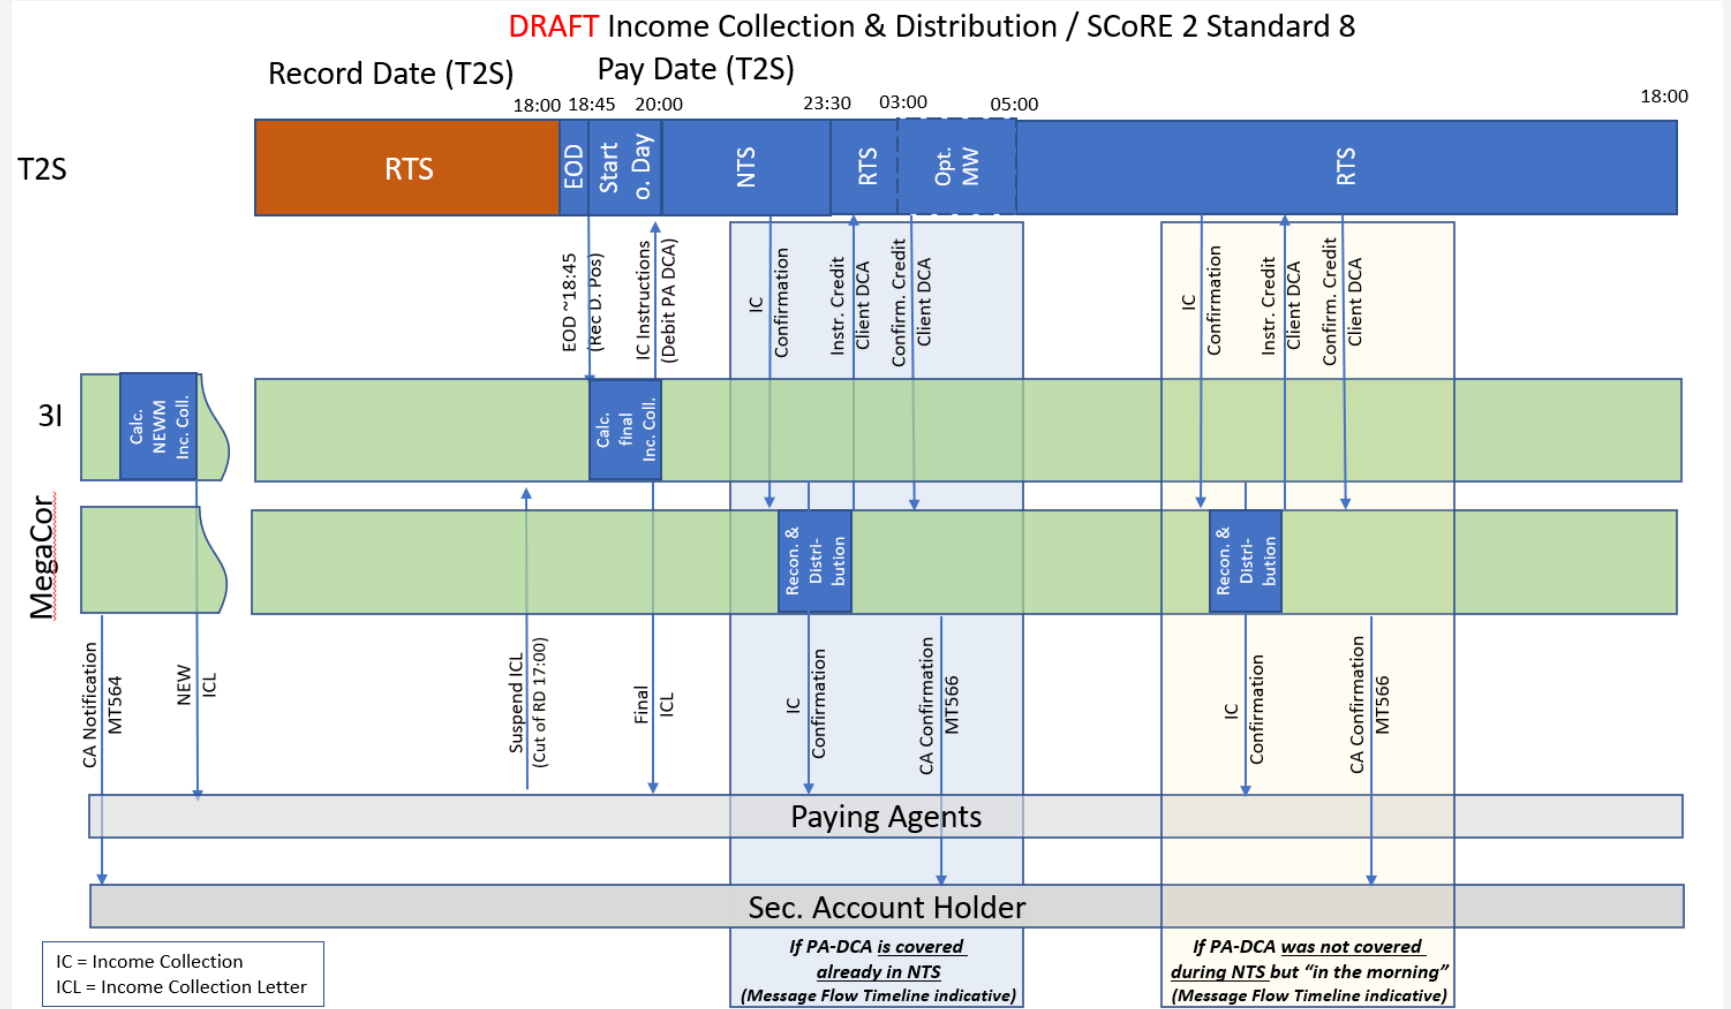 DRAFT Income Collection & Distribution / SCoRE 2 Standard 8
Record Date (T2S)
Pay Date (T2S)
18:00
18:45
20:00
23:30
03:00
05:00
18:00
T2S
RTS
EOD
Start
o. Day
NTS
RTS
Opt.
MW
RTS
EOD ~18:45
(Rec D. Pos)
IC Instructions
(Debit PA DCA)
IC
Confirmation
Instr. Credit
Client DCA
Confirm. Credit
Client DCA
IC
Confirmation
Instr. Credit
Client DCA
Confirm. Credit
Client DCA
3I
Calc.
NEWM
Inc. Coll.
Calc.
final
Inc. Coll.
MegaCor
Recon. &
Distri-
bution
Recon. &
Distri-
bution
CA Notification
MT564
NEW
ICL
Suspend ICL
(Cut of RD 17:00)
Final
ICL
IC
Confirmation
CA Confirmation
MT566
IC
Confirmation
CA Confirmation
MT566
Paying Agents
Sec. Account Holder
IC = Income Collection
ICL = Income Collection Letter
If PA-DCA is covered
already in NTS
(Message Flow Timeline indicative)
If PA-DCA was not covered
during NTS but “in the morning”
(Message Flow Timeline indicative)